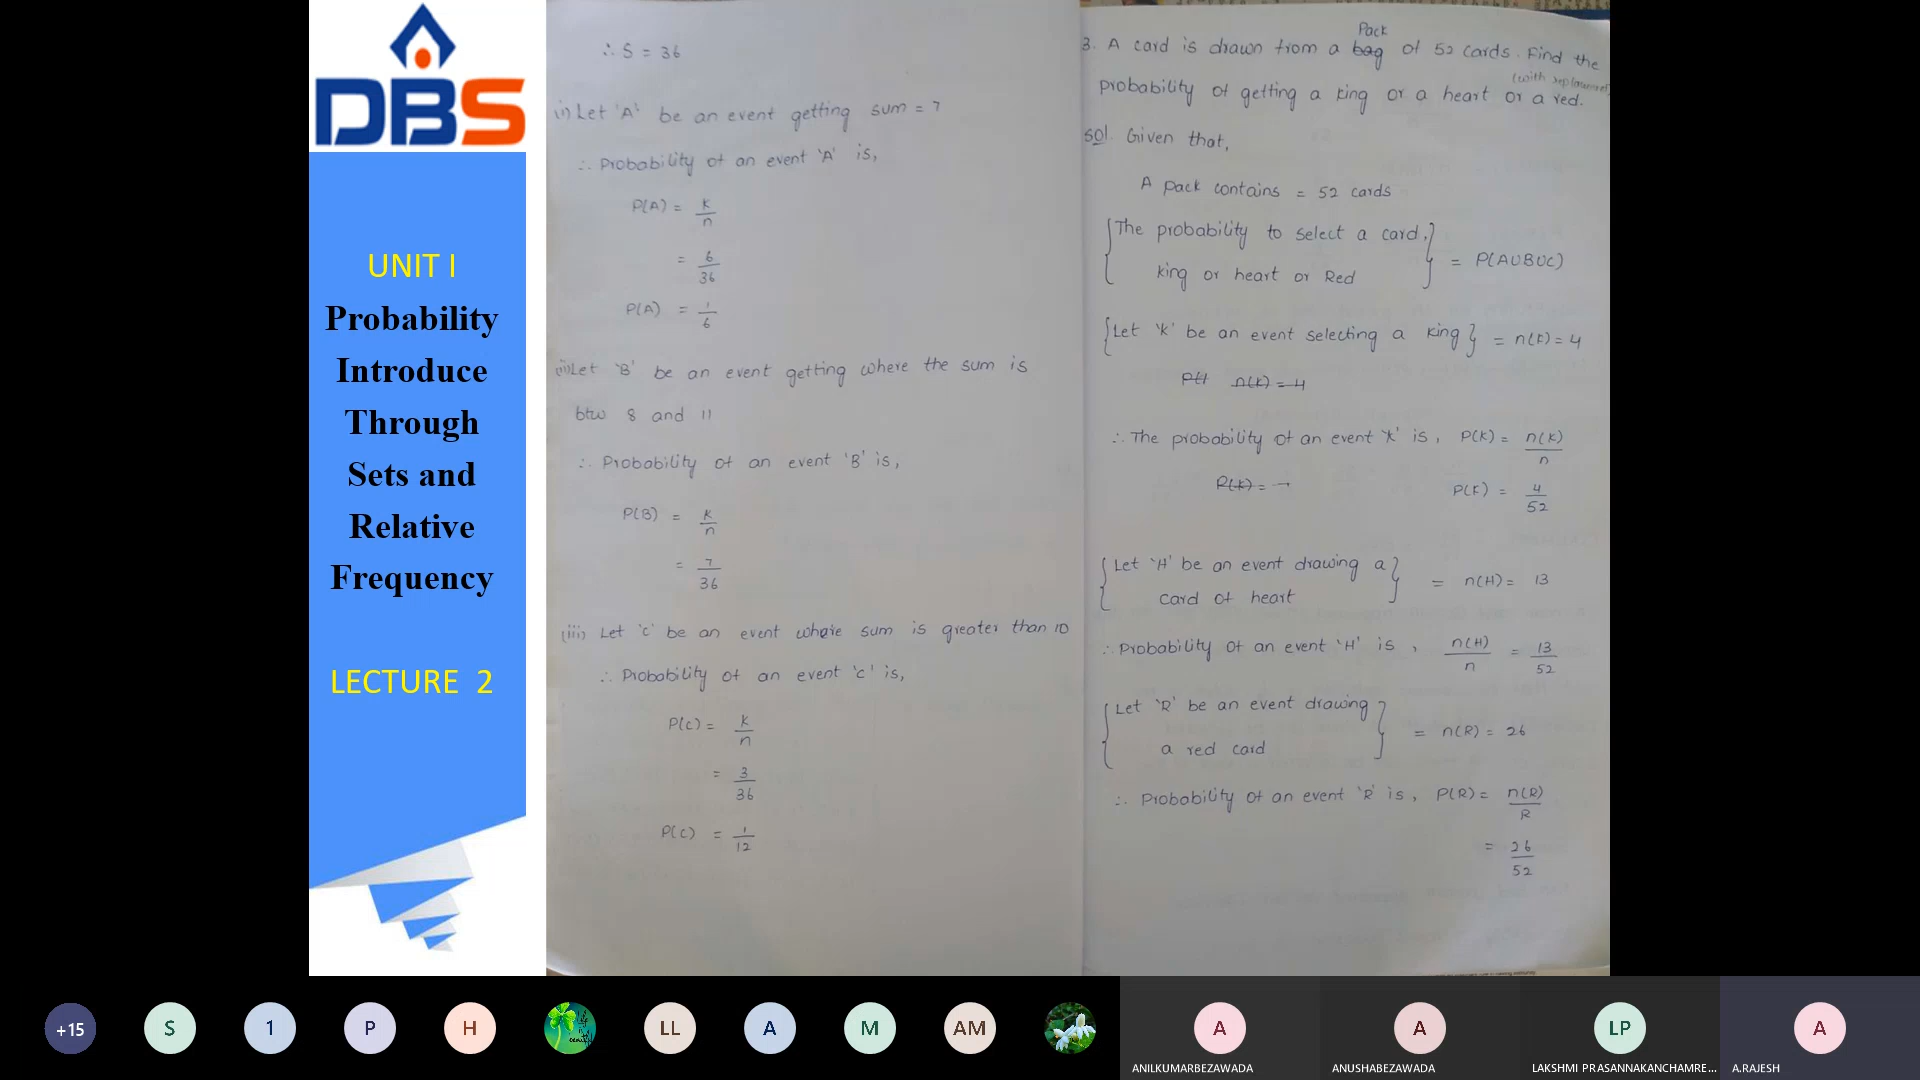 DBS
UNIT I
Probability
Introduce
Through
Sets and
Relative
Frequency
LECTURE 2
∴ S = 36
(i) Let 'A' be an event getting sum = 7
∴ Probability of an event 'A' is,
P(A) = k/n
= 6/36
P(A) = 1/6
(ii) Let 'B' be an event getting where the sum is
btw 8 and 11
∴ Probability of an event 'B' is,
P(B) = k/n
= 7/36
(iii) Let 'C' be an event where sum is greater than 10
∴ Probability of an event 'C' is,
P(C) = k/n
= 3/36
P(C) = 1/12
Pack
3. A card is drawn from a bag of 52 cards. Find the
(with replacement)
probability of getting a king or a heart or a red.
Sol. Given that,
A pack contains = 52 cards
{The probability to select a card,
king or heart or Red} = P(AUBUC)
{Let 'K' be an event selecting a king} = n(K) = 4
n(K) = 4
∴ The probability of an event 'K' is, P(K) = n(K)/n
P(K) = P(K) = 4/52
{Let 'H' be an event drawing a
card of heart} = n(H) = 13
∴ Probability of an event 'H' is, n(H)/n = 13/52
{Let 'R' be an event drawing
a red card} = n(R) = 26
∴ Probability of an event 'R' is, P(R) = n(R)/R
= 26/52
+15
S
1
P
H
LL
A
M
AM
A
A
LP
A
ANILKUMARBEZAWADA
ANUSHABEZAWADA
LAKSHMI PRASANNAKANCHAMRE...
A.RAJESH